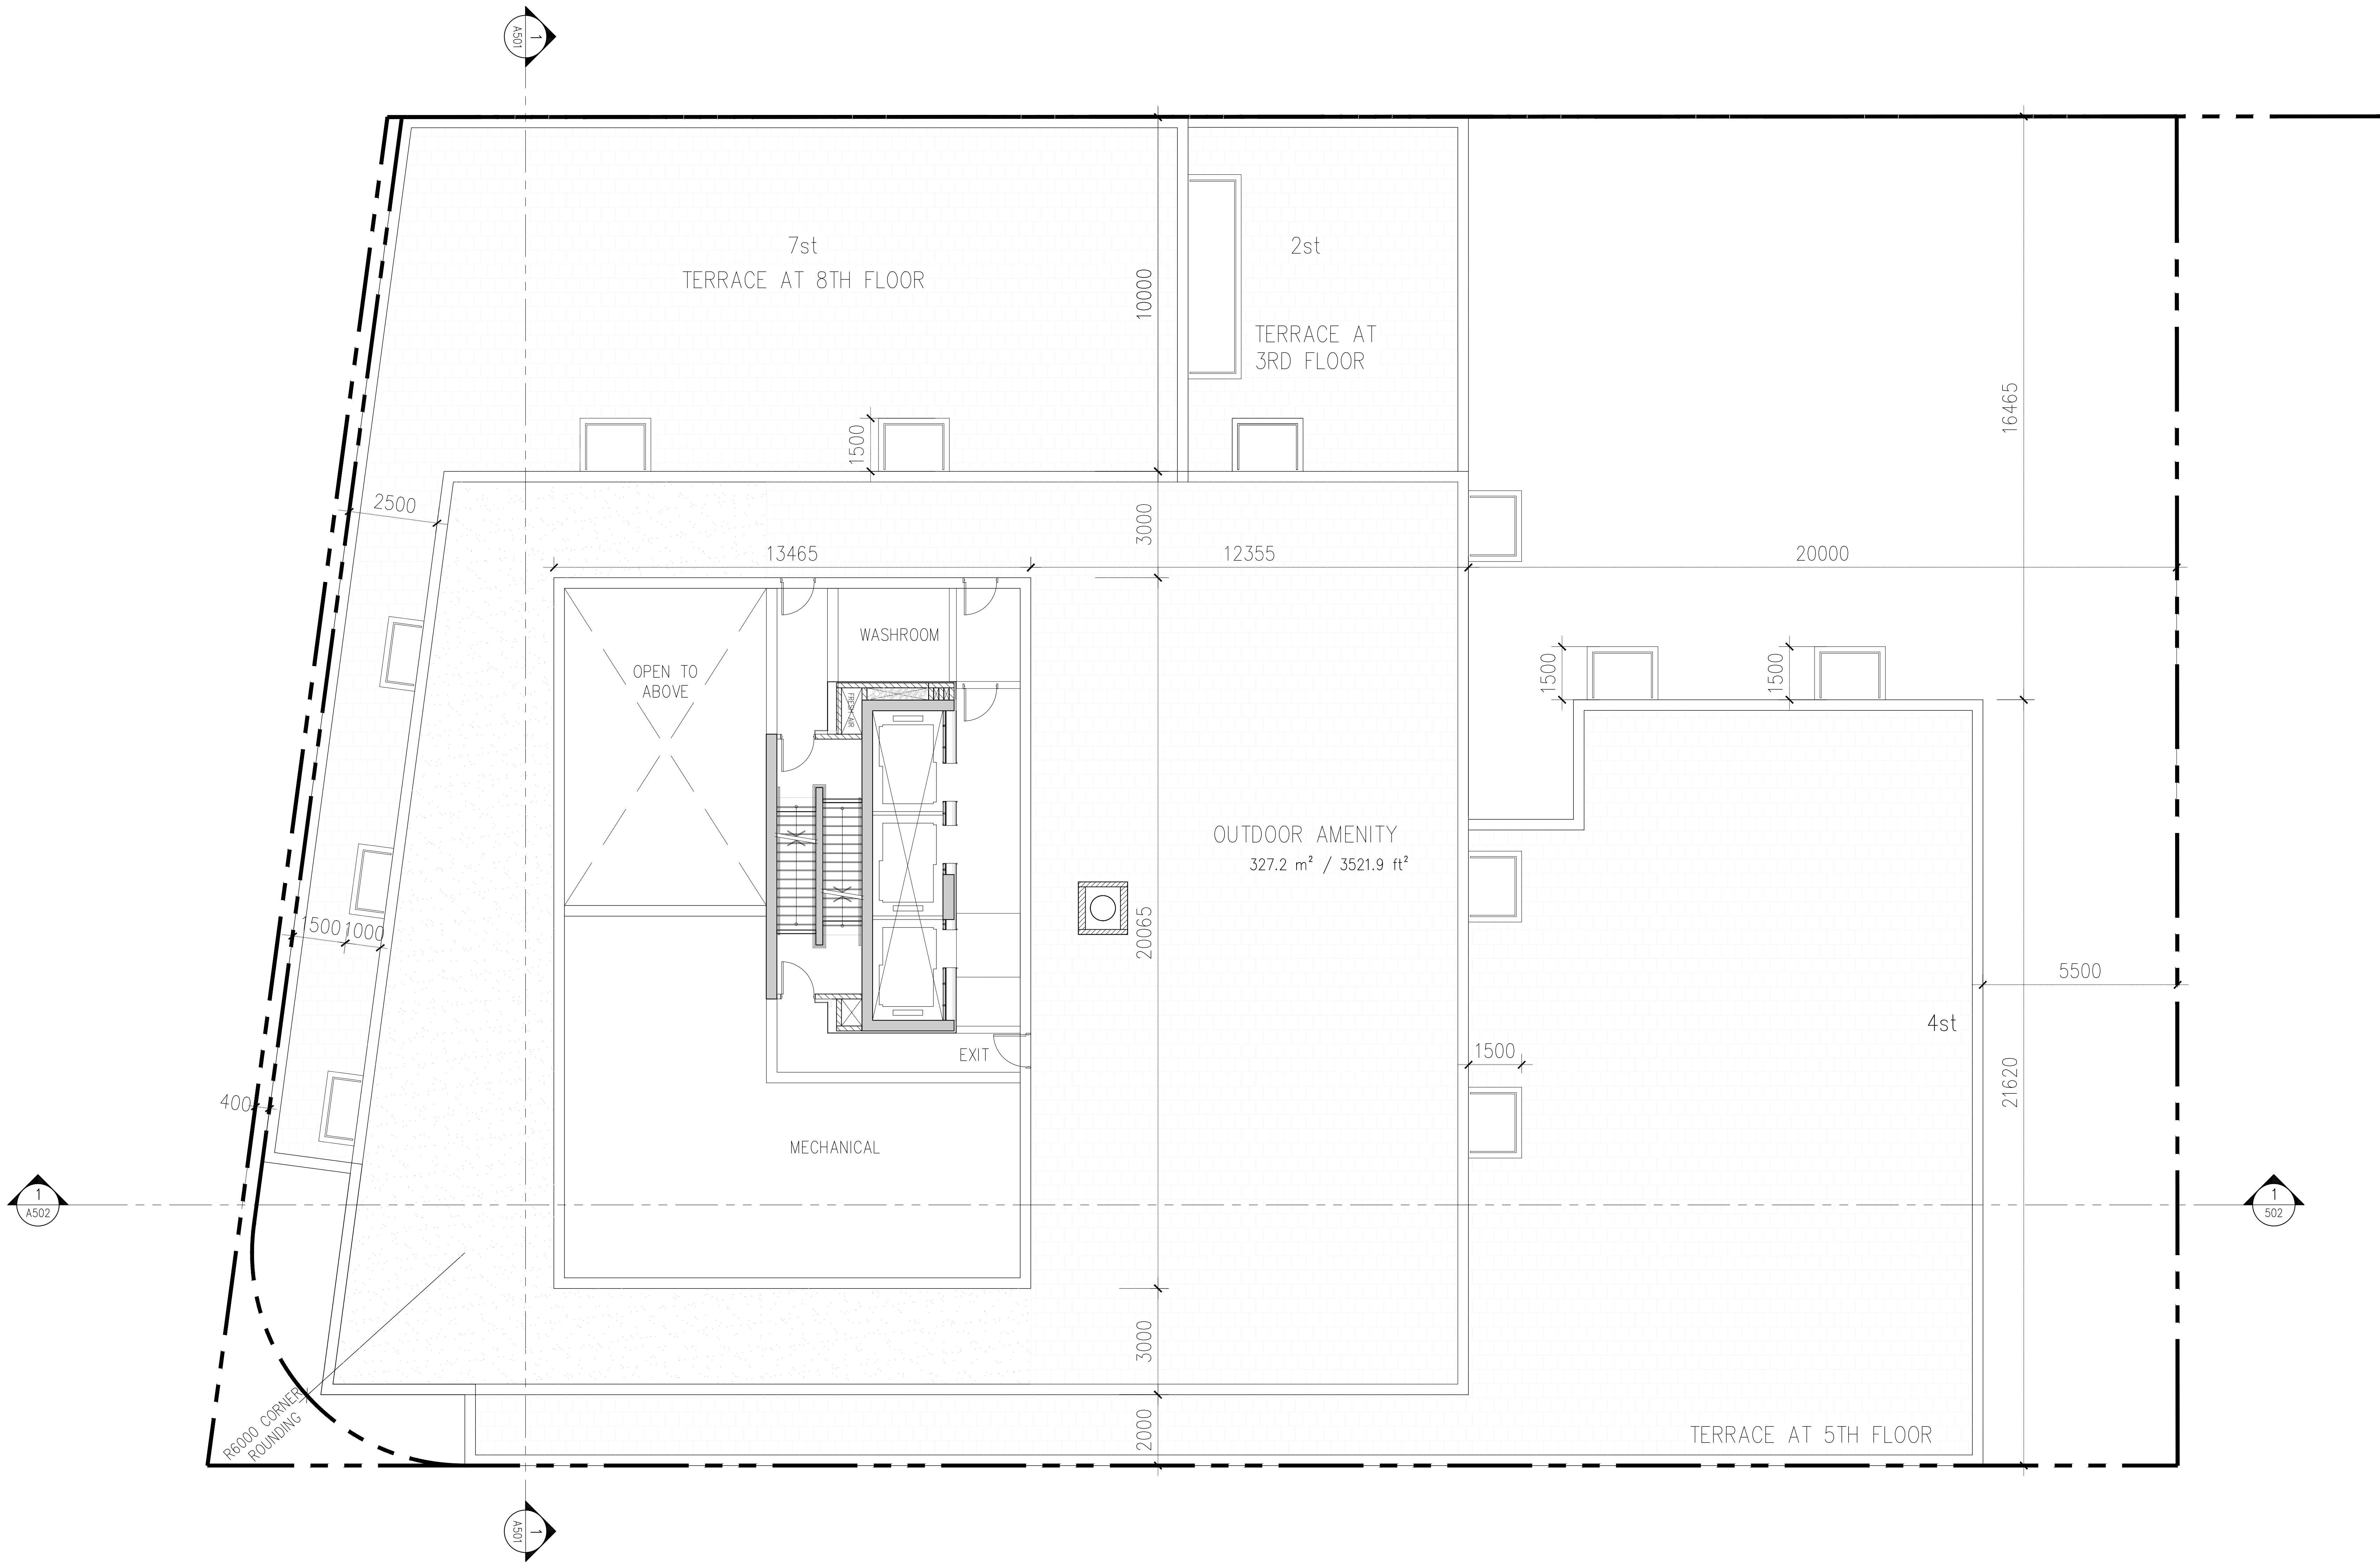 1
A501
7st
TERRACE AT 8TH FLOOR
2st
TERRACE AT
3RD FLOOR
10000
16465
1500
2500
3000
13465
12355
20000
WASHROOM
OPEN TO
ABOVE
FRESH AIR
1500
1500
OUTDOOR AMENITY
327.2 m² / 3521.9 ft²
20065
1500
1000
5500
4st
EXIT
1500
21620
400
MECHANICAL
1
A502
1
502
3000
R6000 CORNER
ROUNDING
2000
TERRACE AT 5TH FLOOR
1
A501